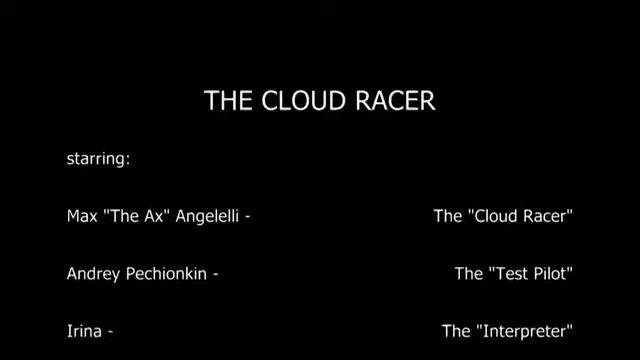 THE CLOUD RACER
starring:
Max "The Ax" Angelelli - The "Cloud Racer"
Andrey Pechionkin - The "Test Pilot"
Irina - The "Interpreter"